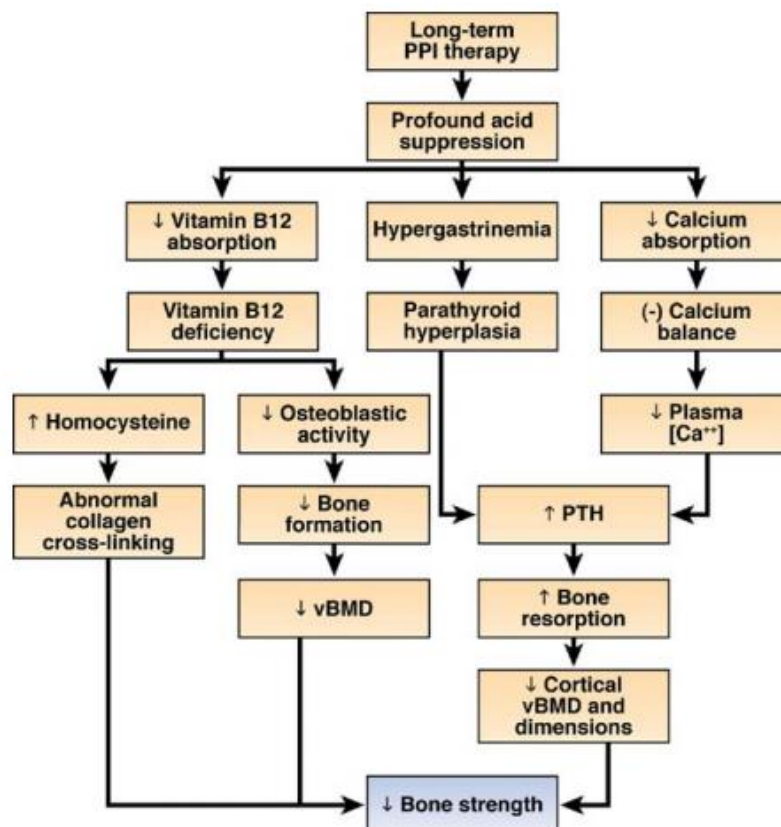 Long-term
PPI therapy
Profound acid
suppression
↓ Vitamin B12
absorption
Hypergastrinemia
↓ Calcium
absorption
Vitamin B12
deficiency
Parathyroid
hyperplasia
(-) Calcium
balance
↑ Homocysteine
↓ Osteoblastic
activity
↓ Plasma
[Ca⁺⁺]
Abnormal
collagen
cross-linking
↓ Bone
formation
↑ PTH
↓ vBMD
↑ Bone
resorption
↓ Cortical
vBMD and
dimensions
↓ Bone strength